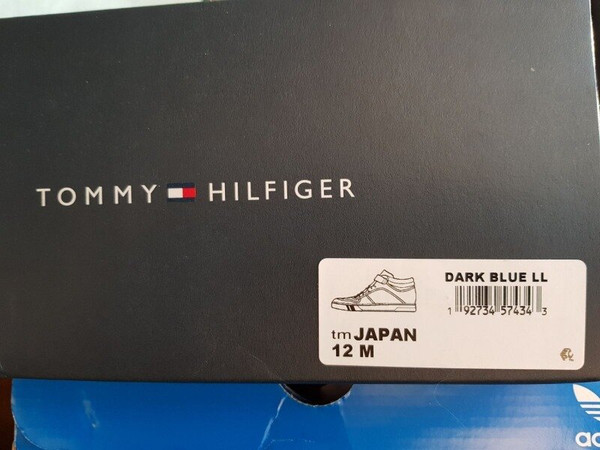 TOMMY HILFIGER
DARK BLUE LL
1 92734 57434 3
tmJAPAN
12 M